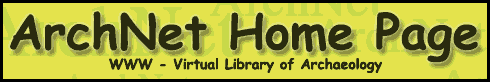 ArchNet Home Page
WWW - Virtual Library of Archaeology